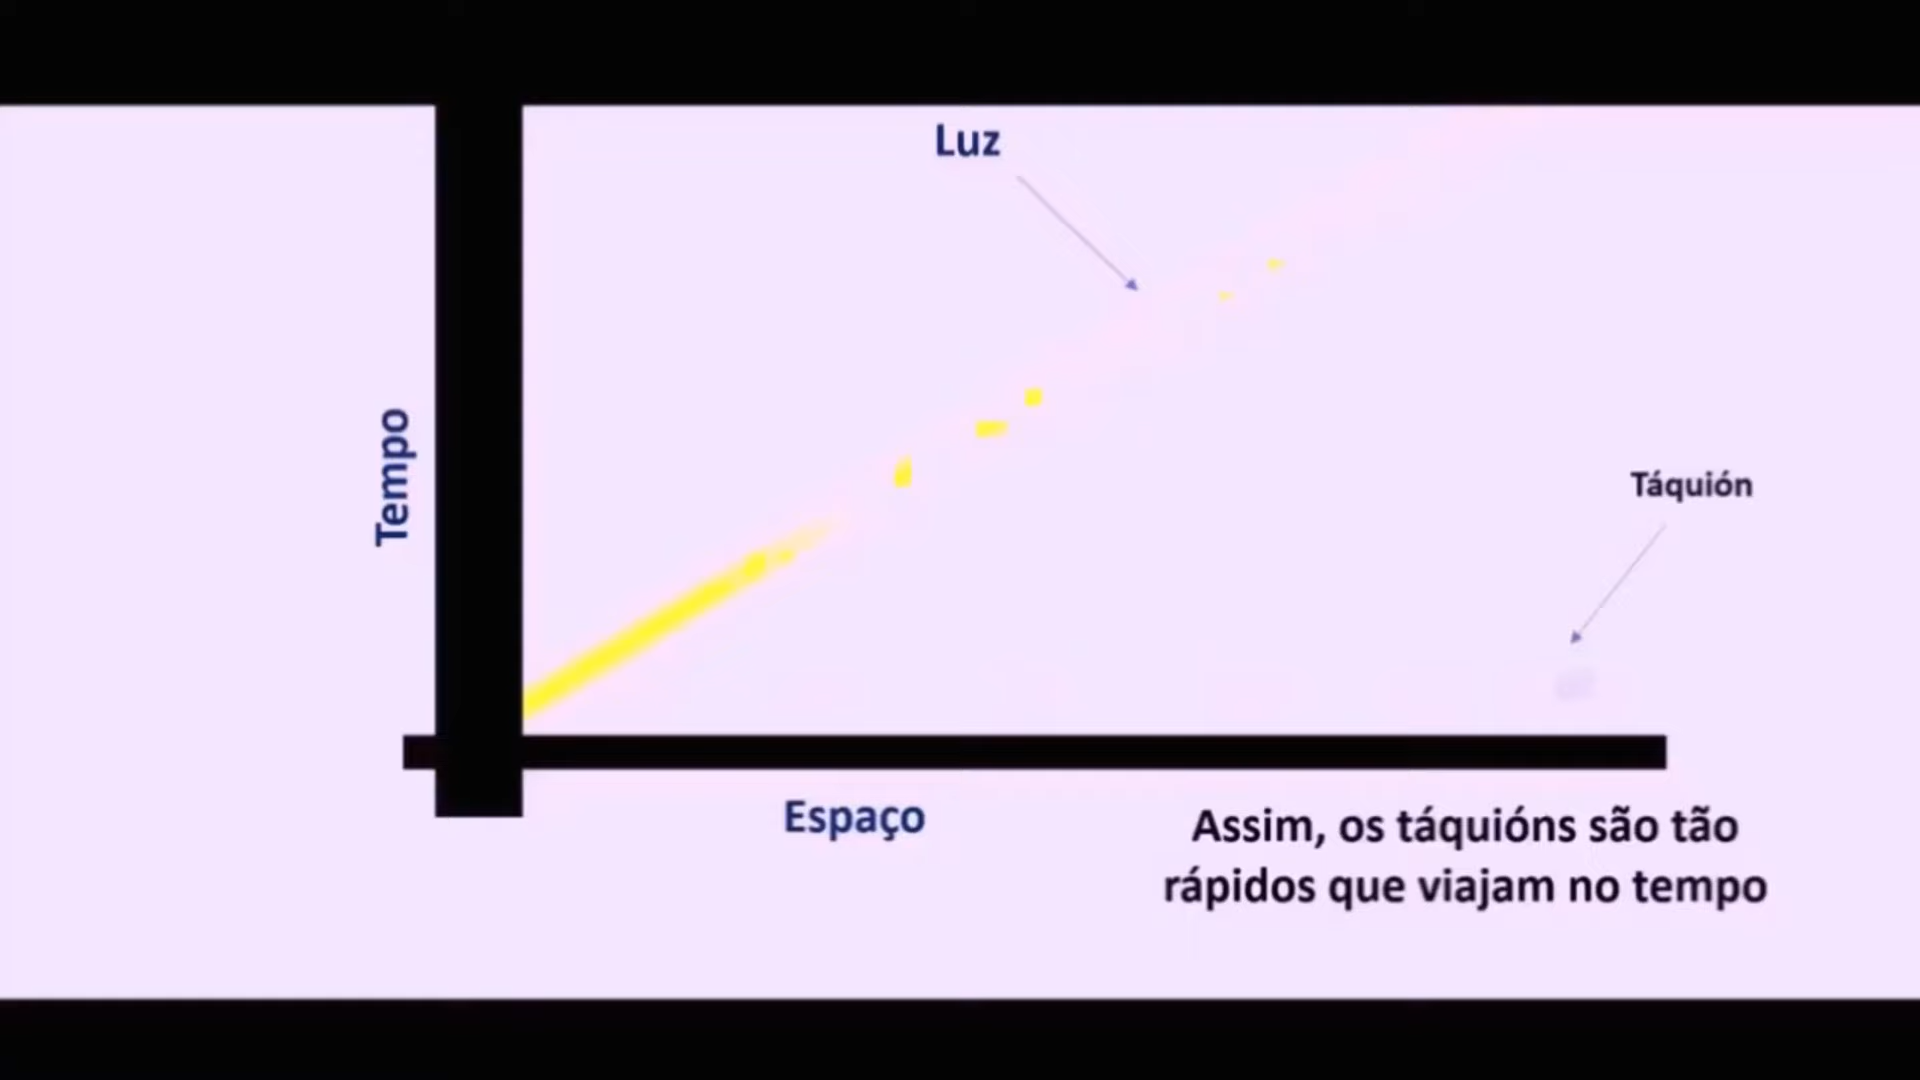 Luz
Tempo
Táquión
Espaço
Assim, os táquións são tão
rápidos que viajam no tempo